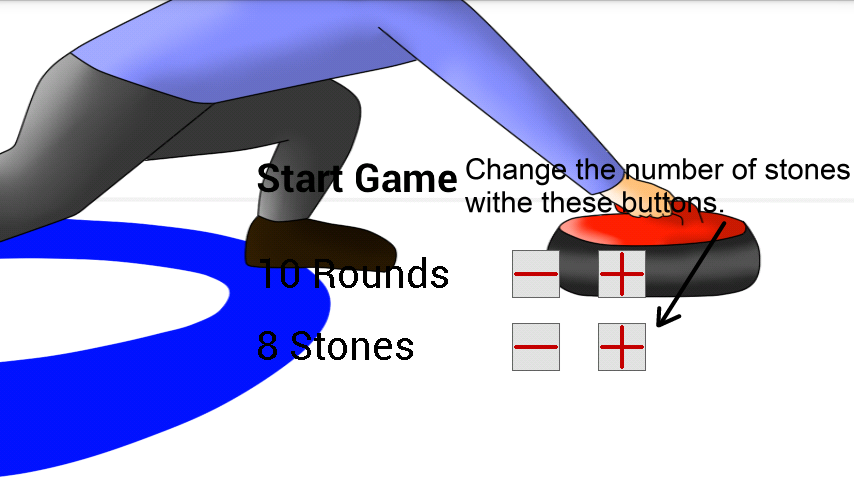 Start Game
Change the number of stones
withe these buttons.
10 Rounds
8 Stones